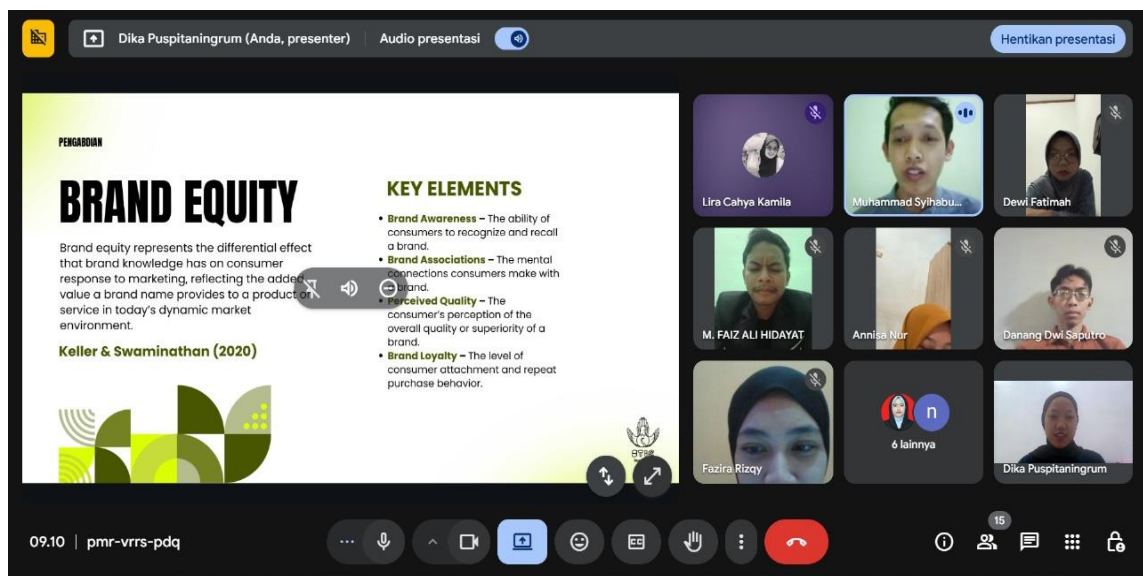 Dika Puspitaningrum (Anda, presenter)
Audio presentasi
Hentikan presentasi
PENGABDIAN
BRAND EQUITY
Brand equity represents the differential effect
that brand knowledge has on consumer
response to marketing, reflecting the added
value a brand name provides to a product
service in today's dynamic market
environment.
Keller & Swaminathan (2020)
KEY ELEMENTS
• Brand Awareness – The ability of
consumers to recognize and recall
a brand.
• Brand Associations – The mental
connections consumers make with
brand.
Perceived Quality – The
consumer's perception of the
overall quality or superiority of a
brand.
• Brand Loyalty – The level of
consumer attachment and repeat
purchase behavior.
Lira Cahya Kamila
Muhammad Syihabu...
Dewi Fatimah
M. FAIZ ALI HIDAYAT
Annisa Nur
Danang Dwi Saputro
Fazira Rizqy
n
6 lainnya
Dika Puspitaningrum
09.10 | pmr-vrrs-pdq
CC
15